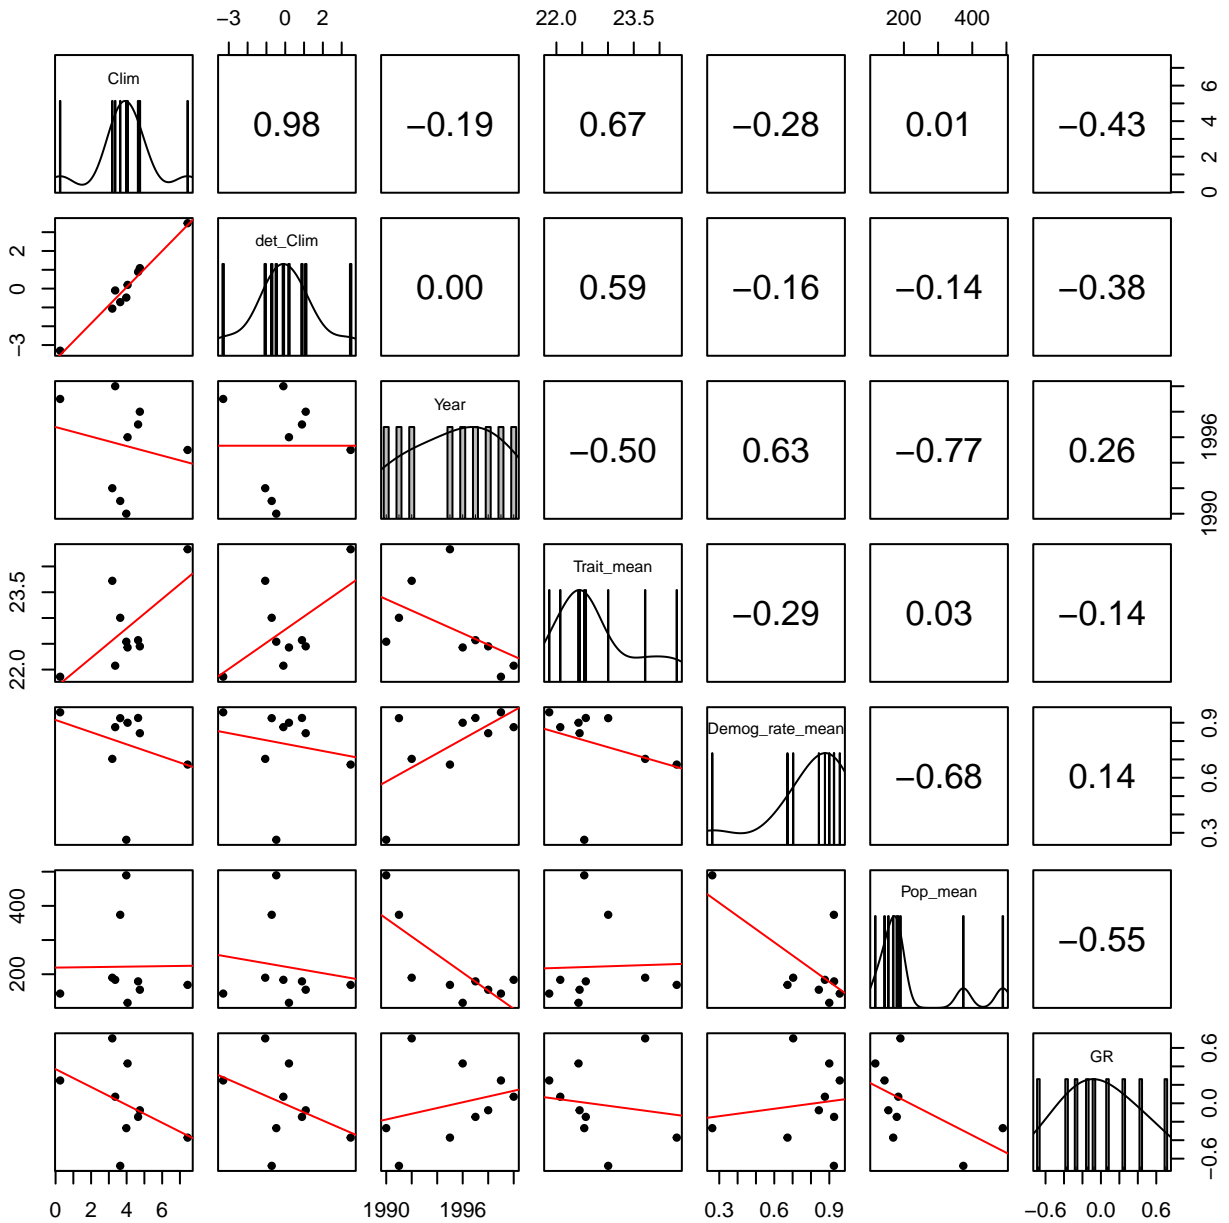 −3 0 2 22.0 23.5 200 400
Clim 0.98 −0.19 0.67 −0.28 0.01 −0.43 0 2 4 6
−3 0 2 det_Clim 0.00 0.59 −0.16 −0.14 −0.38
Year −0.50 0.63 −0.77 0.26 1990 1996
22.0 23.5 Trait_mean −0.29 0.03 −0.14
Demog_rate_mean −0.68 0.14 0.3 0.6 0.9
200 400 Pop_mean −0.55
GR −0.6 0.0 0.6
0 2 4 6 1990 1996 0.3 0.6 0.9 −0.6 0.0 0.6